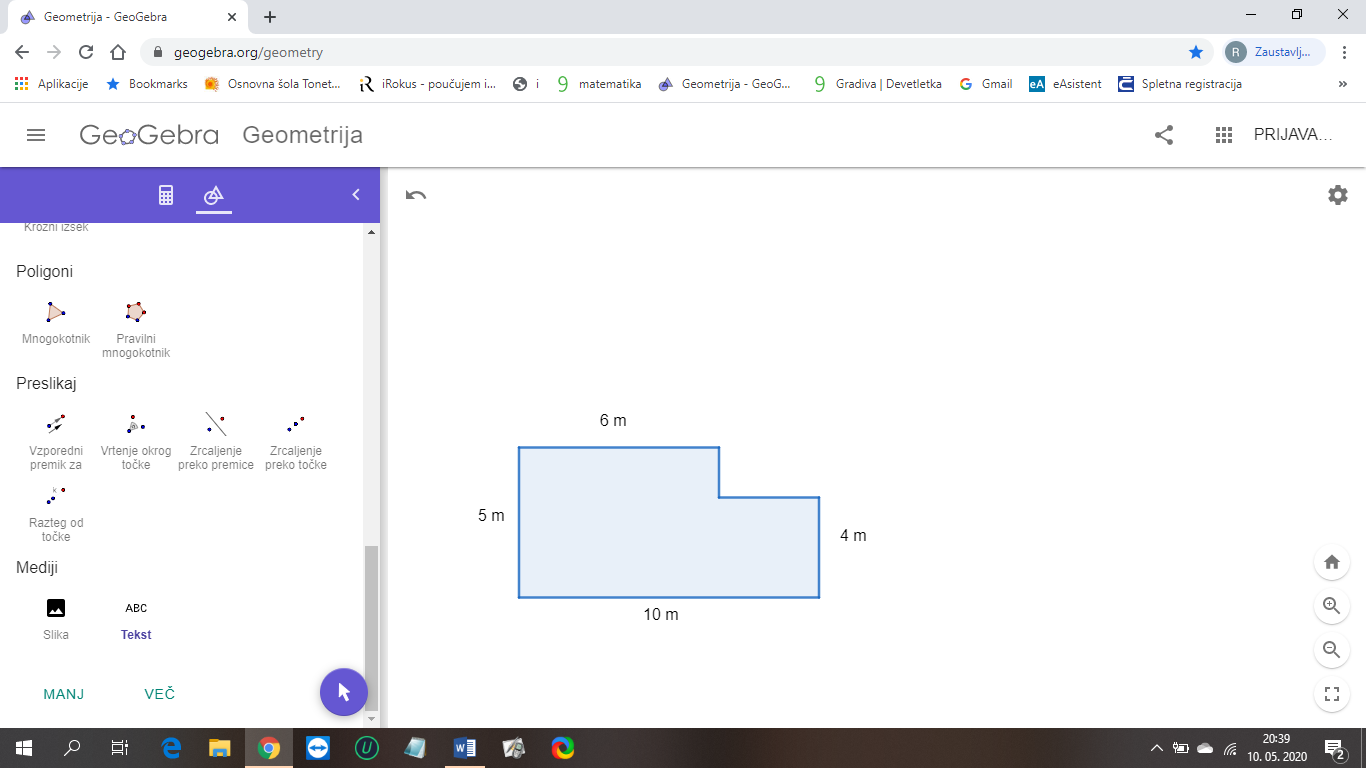 Geometrija - GeoGebra
geogebra.org/geometry
R
Zaustavlj...
Aplikacije
Bookmarks
Osnovna šola Tonet...
iRokus - poučujem i...
i
matematika
Geometrija - GeoG...
Gradiva | Devetletka
Gmail
eA
eAsistent
Spletna registracija
»
GeoGebra
Geometrija
PRIJAVA...
Krožni izsek
Poligoni
Mnogokotnik
Pravilni
mnogokotnik
Preslikaj
Vzporedni
premik za
Vrtenje okrog
točke
Zrcaljenje
preko premice
Zrcaljenje
preko točke
Razteg od
točke
Mediji
Slika
ABC
Tekst
MANJ
VEČ
6 m
5 m
4 m
10 m
20:39
10. 05. 2020
2